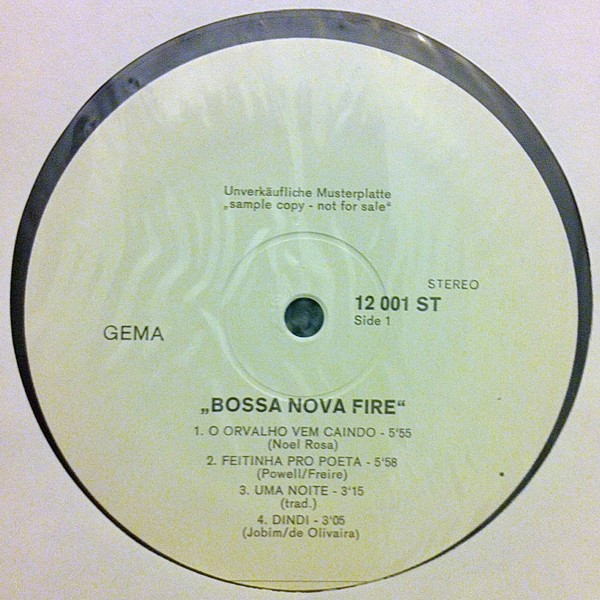 Unverkäufliche Musterplatte
„sample copy - not for sale“
STEREO
12 001 ST
Side 1
GEMA
„BOSSA NOVA FIRE“
1. O ORVALHO VEM CAINDO - 5'55
(Noel Rosa)
2. FEITINHA PRO POETA - 5'58
(Powell/Freire)
3. UMA NOITE - 3'15
(trad.)
4. DINDI - 3'05
(Jobim/de Olivaira)